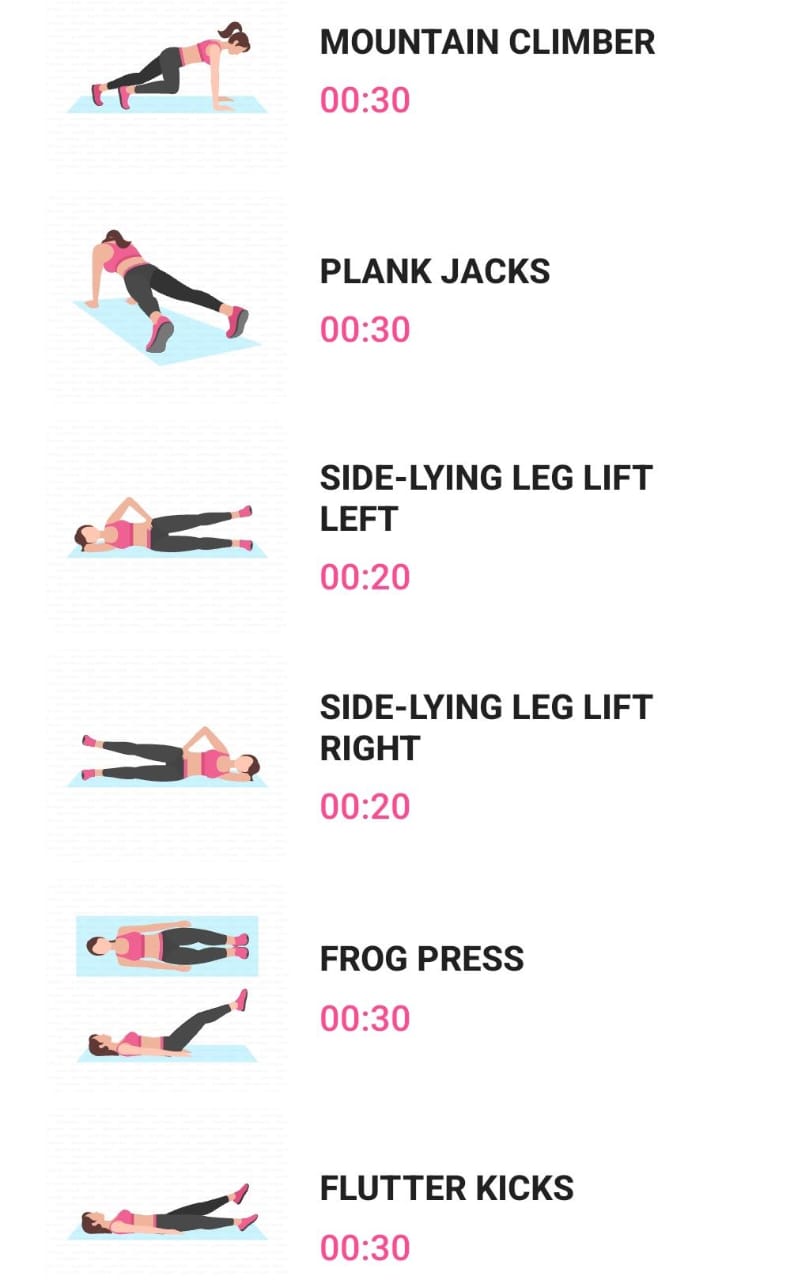 MOUNTAIN CLIMBER
00:30
PLANK JACKS
00:30
SIDE-LYING LEG LIFT
LEFT
00:20
SIDE-LYING LEG LIFT
RIGHT
00:20
FROG PRESS
00:30
FLUTTER KICKS
00:30